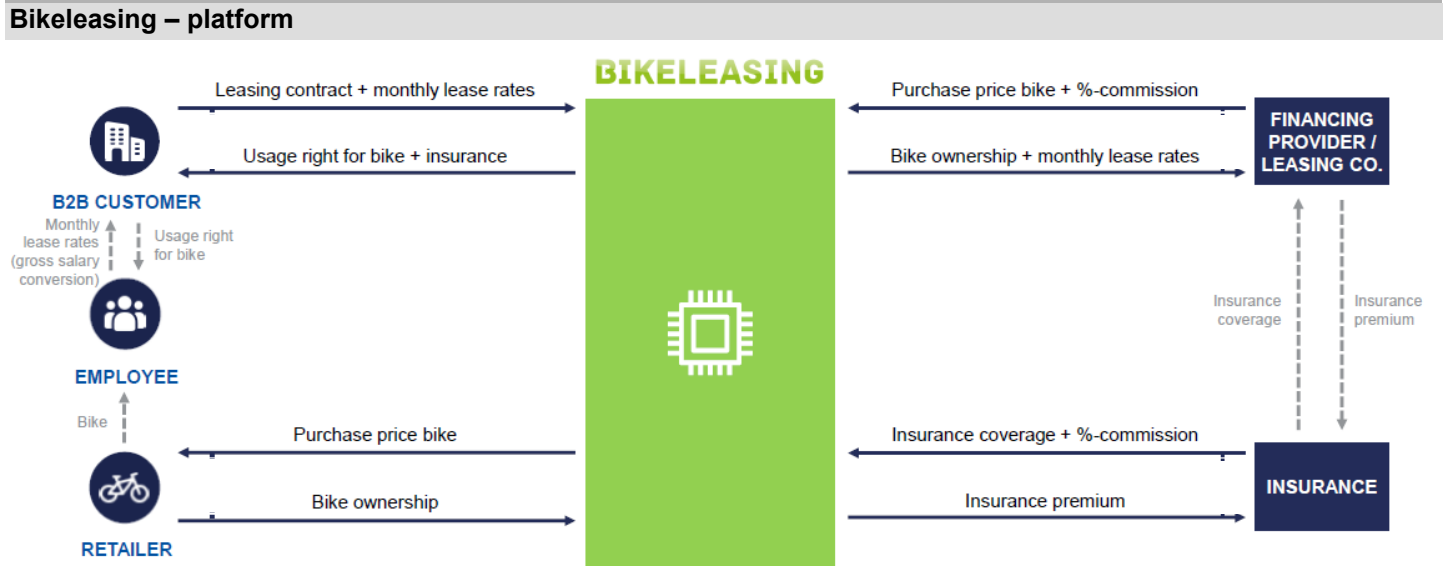 Bikeleasing – platform
BIKELEASING
Leasing contract + monthly lease rates
Purchase price bike + %-commission
FINANCING
PROVIDER /
LEASING CO.
Usage right for bike + insurance
Bike ownership + monthly lease rates
B2B CUSTOMER
Monthly
lease rates
(gross salary
conversion)
Usage right
for bike
Insurance
coverage
Insurance
premium
EMPLOYEE
Bike
Purchase price bike
Insurance coverage + %-commission
INSURANCE
Bike ownership
Insurance premium
RETAILER